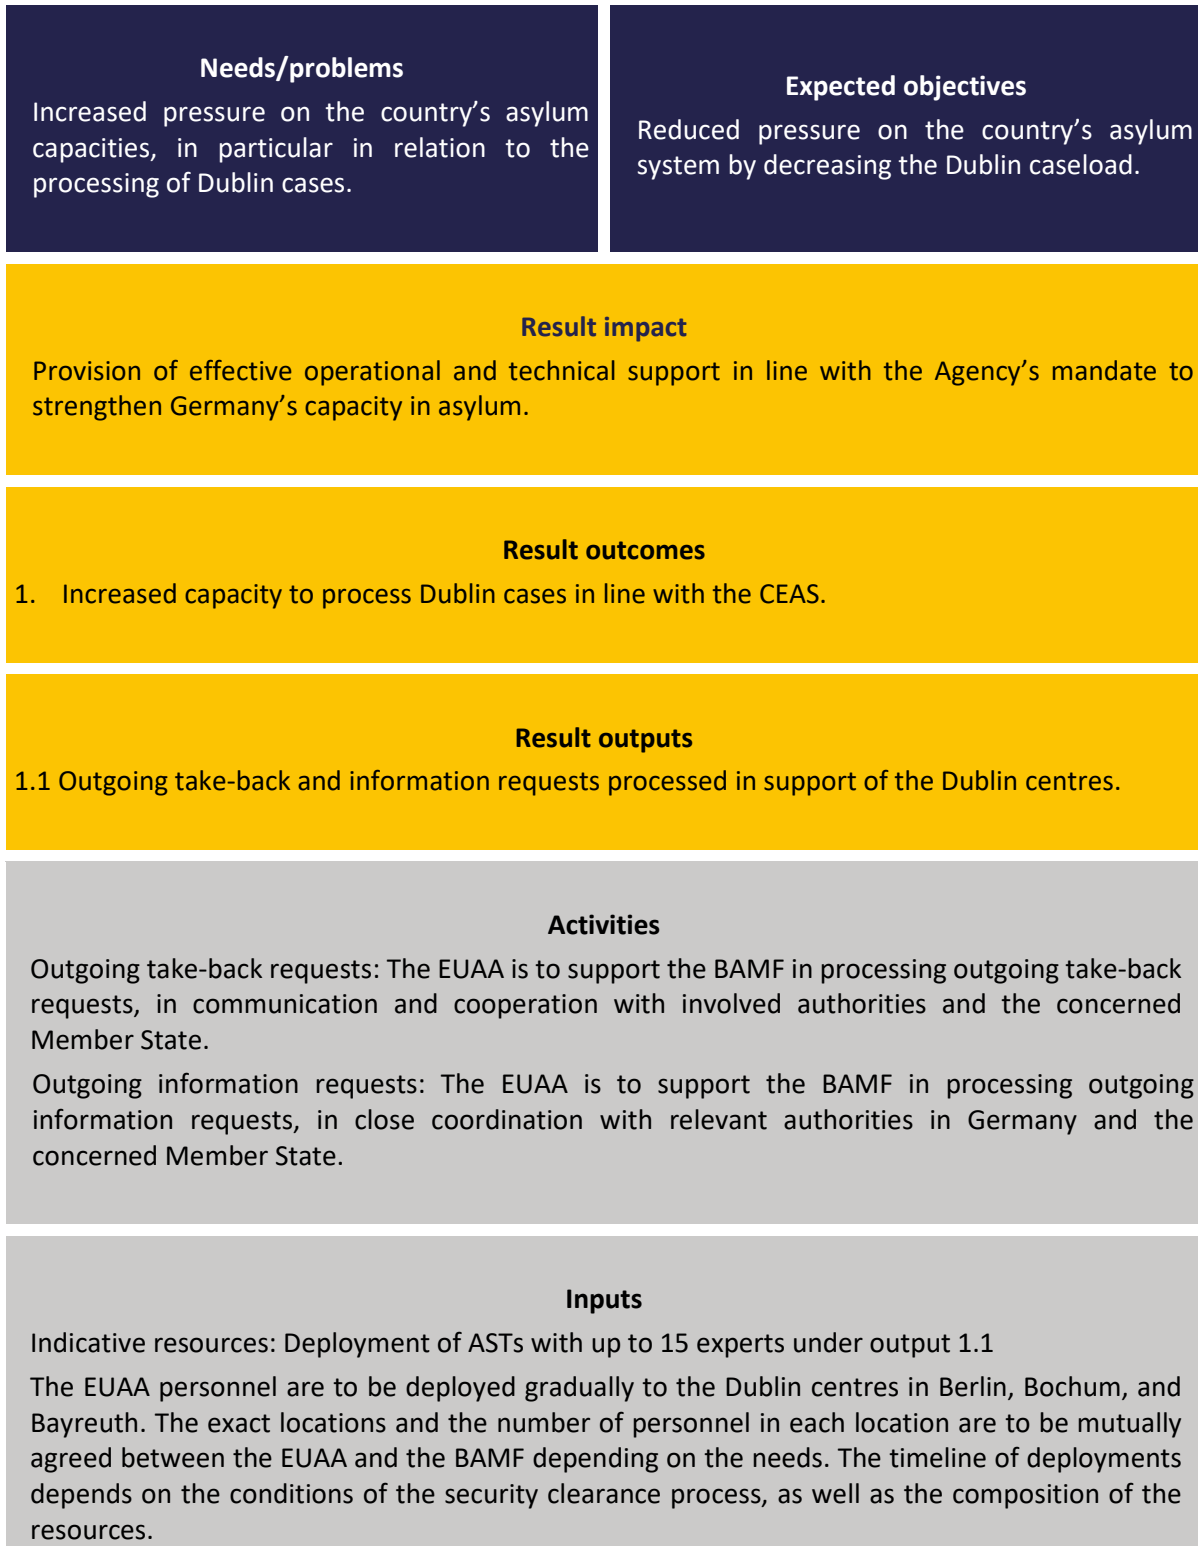 Needs/problems
Increased pressure on the country’s asylum
capacities, in particular in relation to the
processing of Dublin cases.
Expected objectives
Reduced pressure on the country’s asylum
system by decreasing the Dublin caseload.
Result impact
Provision of effective operational and technical support in line with the Agency’s mandate to
strengthen Germany’s capacity in asylum.
Result outcomes
1. Increased capacity to process Dublin cases in line with the CEAS.
Result outputs
1.1 Outgoing take-back and information requests processed in support of the Dublin centres.
Activities
Outgoing take-back requests: The EUAA is to support the BAMF in processing outgoing take-back
requests, in communication and cooperation with involved authorities and the concerned
Member State.
Outgoing information requests: The EUAA is to support the BAMF in processing outgoing
information requests, in close coordination with relevant authorities in Germany and the
concerned Member State.
Inputs
Indicative resources: Deployment of ASTs with up to 15 experts under output 1.1
The EUAA personnel are to be deployed gradually to the Dublin centres in Berlin, Bochum, and
Bayreuth. The exact locations and the number of personnel in each location are to be mutually
agreed between the EUAA and the BAMF depending on the needs. The timeline of deployments
depends on the conditions of the security clearance process, as well as the composition of the
resources.